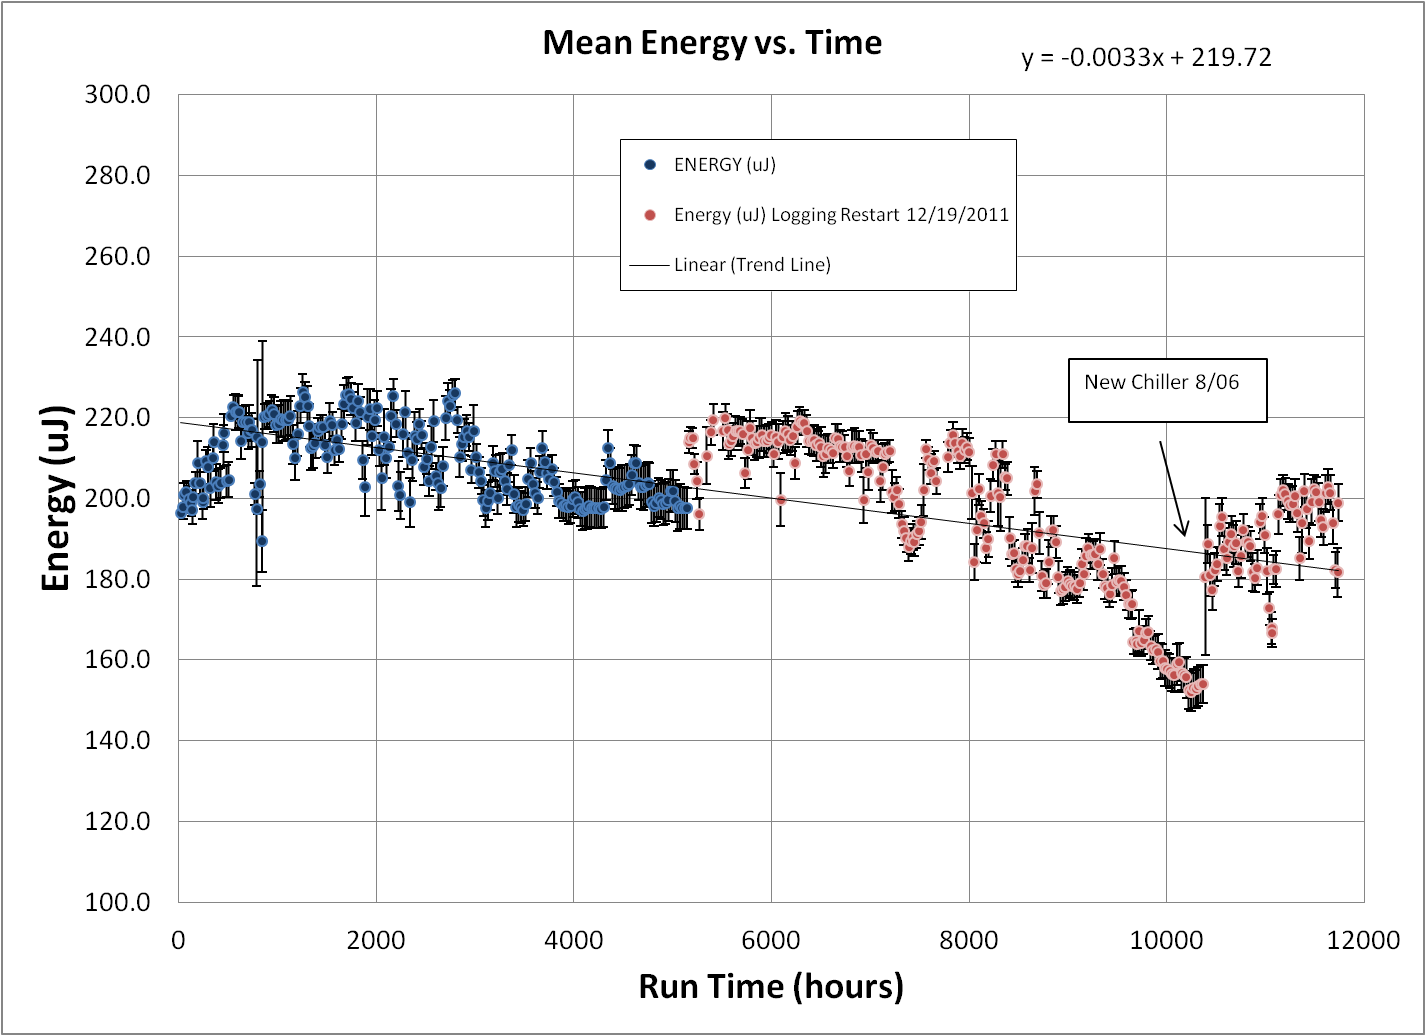 Mean Energy vs. Time
y = -0.0033x + 219.72
300.0
280.0
260.0
240.0
220.0
200.0
180.0
160.0
140.0
120.0
100.0
Energy (uJ)
ENERGY (uJ)
Energy (uJ) Logging Restart 12/19/2011
Linear (Trend Line)
New Chiller 8/06
0 2000 4000 6000 8000 10000 12000
Run Time (hours)